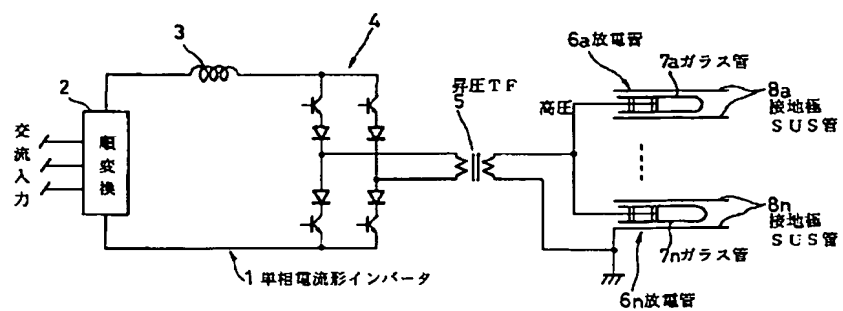 3
4
2
交流入力
順変換
1 単相電流形インバータ
昇圧TF
5
高圧
6a放電管
7aガラス管
8a
接地極
SUS管
8n
接地極
SUS管
7nガラス管
6n放電管